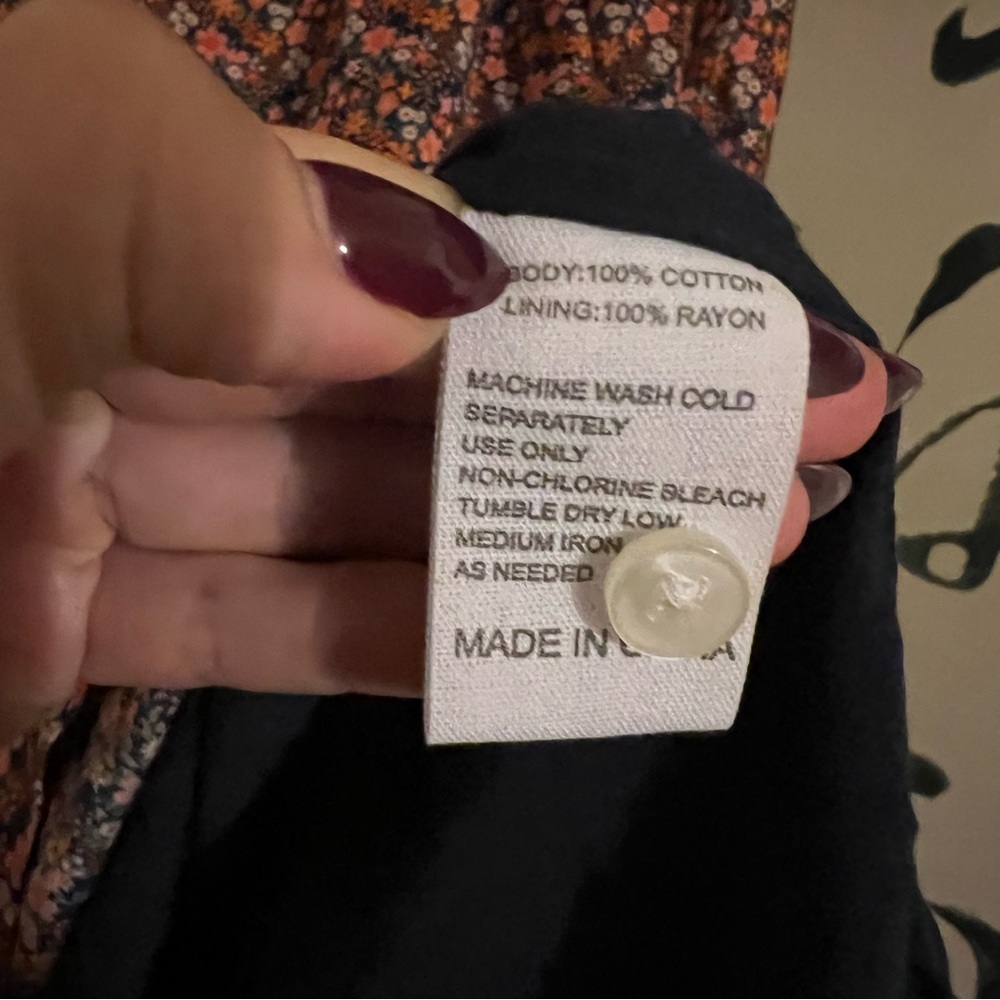 BODY:100% COTTON
LINING:100% RAYON
MACHINE WASH COLD
SEPARATELY
USE ONLY
NON-CHLORINE BLEACH
TUMBLE DRY LOW
MEDIUM IRON
AS NEEDED
MADE IN